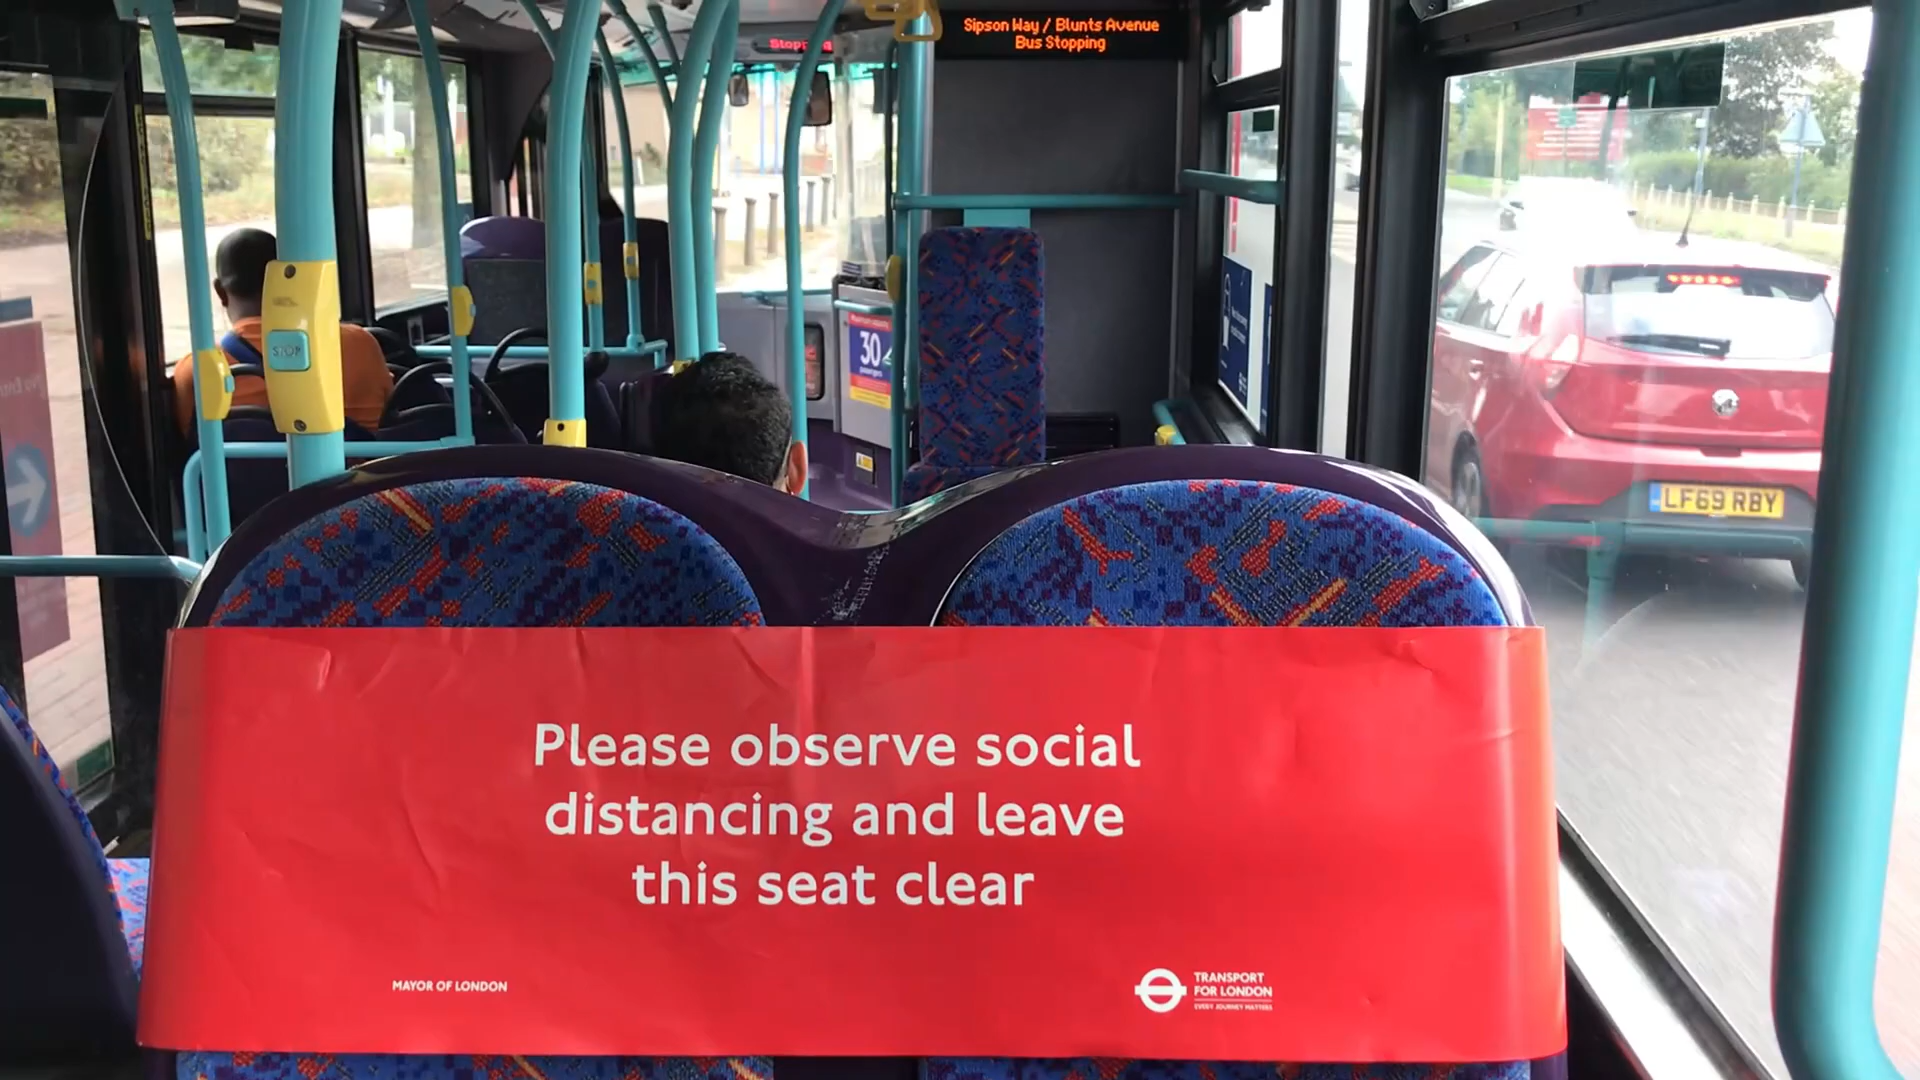 Sipson Way / Blunts Avenue
Bus Stopping
STOP
30
passengers
LF69 RBY
Please observe social
distancing and leave
this seat clear
MAYOR OF LONDON
TRANSPORT
FOR LONDON
EVERY JOURNEY MATTERS